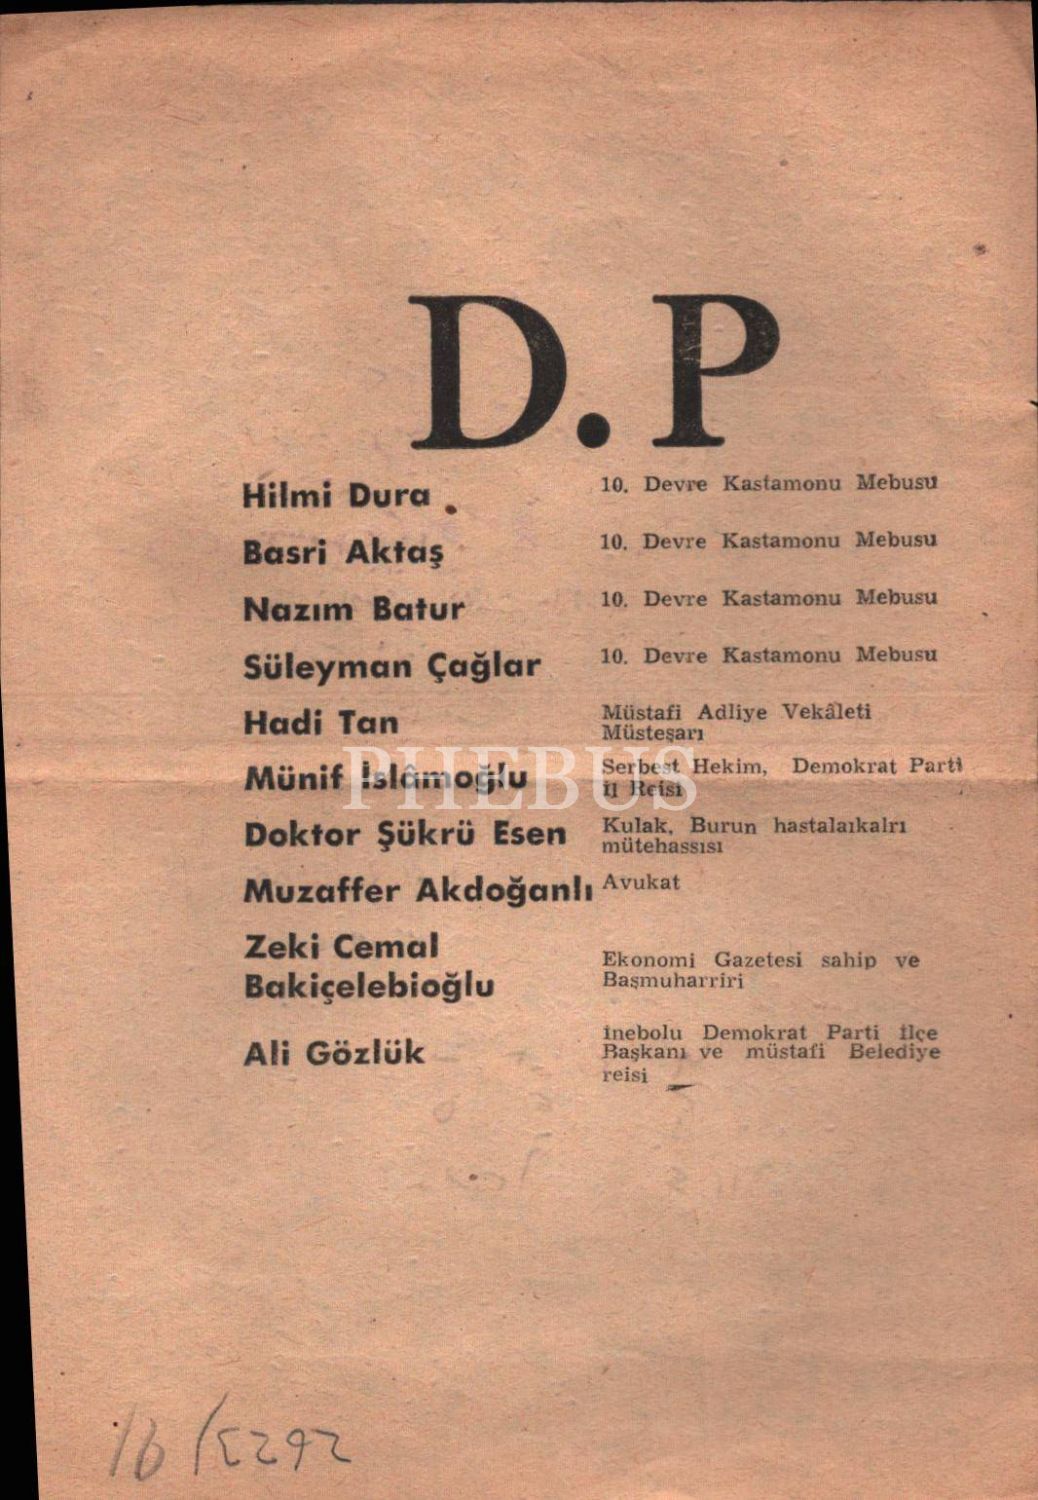 D.P
Hilmi Dura 10. Devre Kastamonu Mebusu
Basri Aktaş 10. Devre Kastamonu Mebusu
Nazım Batur 10. Devre Kastamonu Mebusu
Süleyman Çağlar 10. Devre Kastamonu Mebusu
Hadi Tan Müstafi Adliye Vekâleti
Müsteşarı
Münif İslâmoğlu Serbest Hekim, Demokrat Parti
İl Reisi
PHEBUS
Doktor Şükrü Esen Kulak, Burun hastalaıkalrı
mütehassısı
Muzaffer Akdoğanlı Avukat
Zeki Cemal
Bakiçelebioğlu
Ekonomi Gazetesi sahip ve
Başmuharriri
Ali Gözlük
İnebolu Demokrat Parti İlçe
Başkanı ve müstafi Belediye
reisi